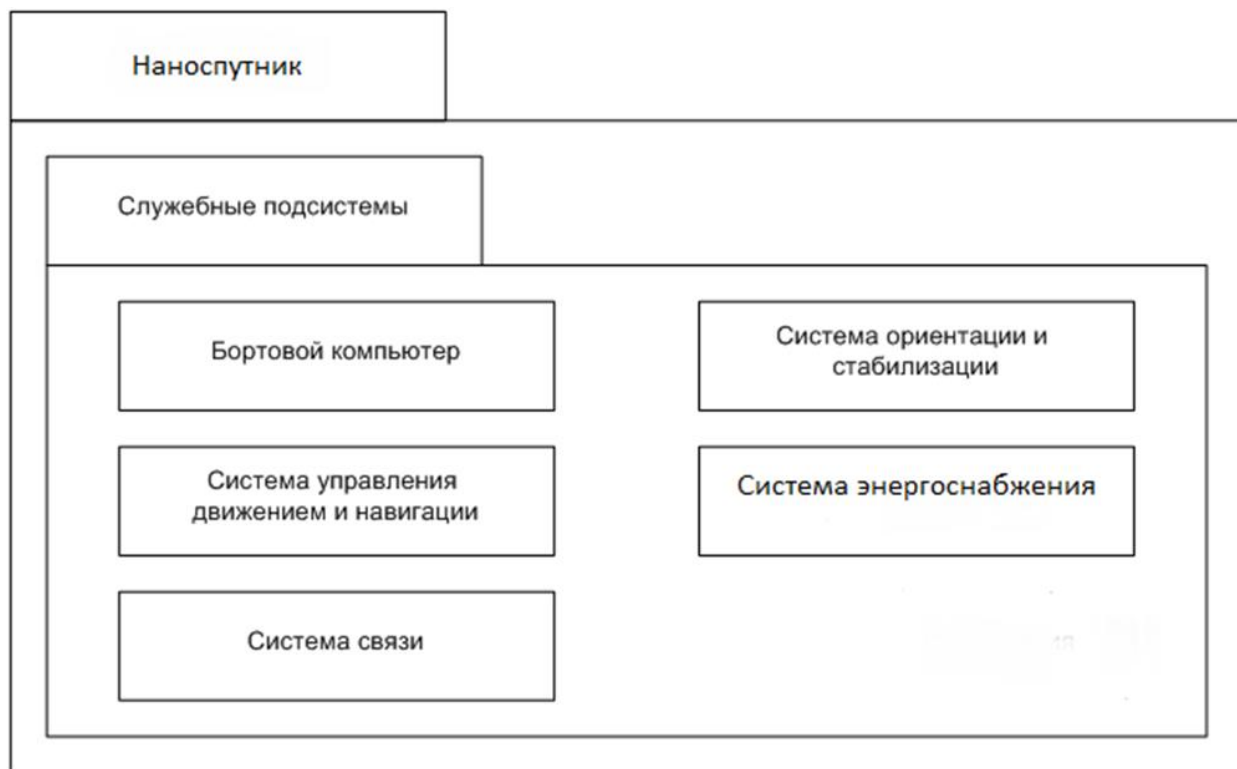 Наноспутник
Служебные подсистемы
Бортовой компьютер
Система ориентации и
стабилизации
Система управления
движением и навигации
Система энергоснабжения
Система связи